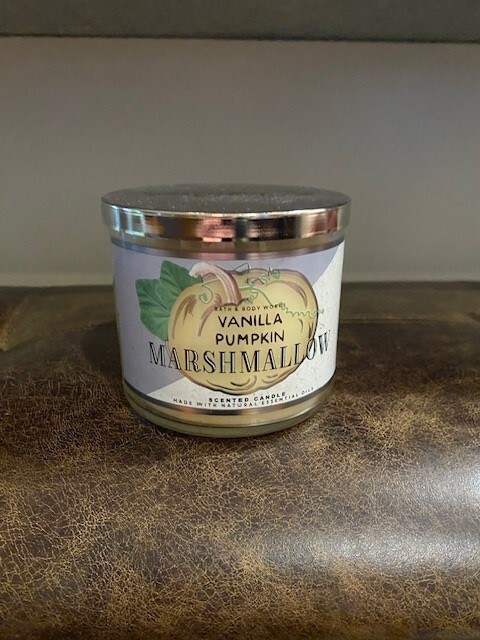 BATH & BODY WORKS
VANILLA
PUMPKIN
MARSHMALLOW
SCENTED CANDLE
MADE WITH NATURAL ESSENTIAL OILS